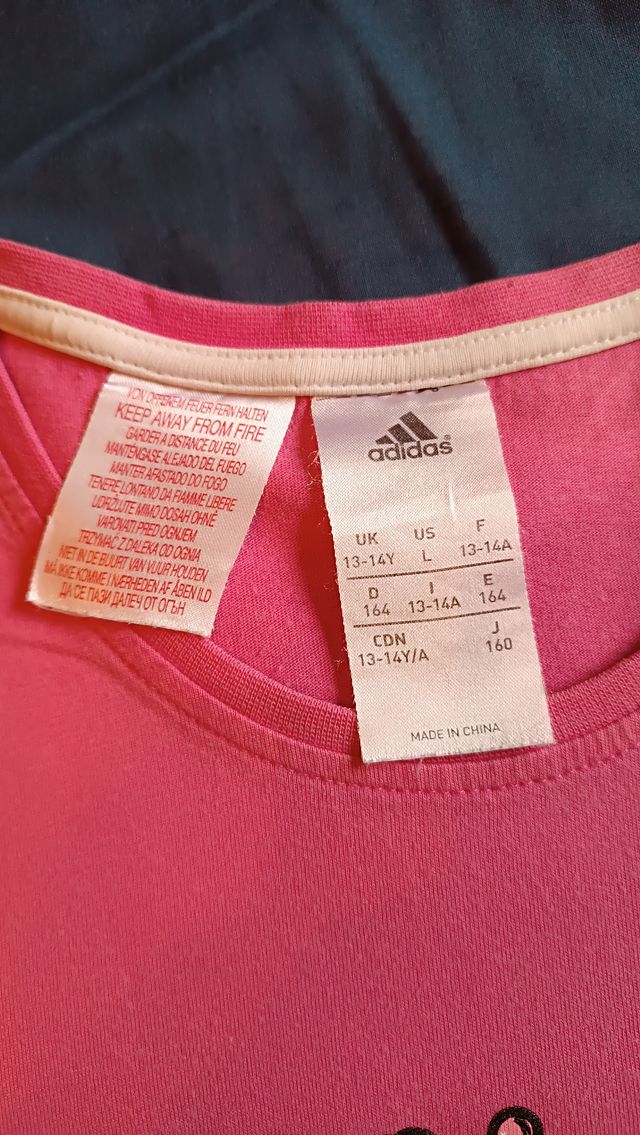 VON OFFENEM FEUER FERN HALTEN
KEEP AWAY FROM FIRE
GARDER A DISTANCE DU FEU
MANTENGASE ALEJADO DEL FUEGO
MANTER AFASTADO DO FOGO
TENERE LONTANO DA FIAMME LIBERE
UDRŽUJTE MIMO DOSAH OHNĚ
VAROVATI PRED OGNJEM
TRZYMAĆ Z DALEKA OD OGNIA
NIET IN DE BUURT VAN VUUR HOUDEN
MÅ IKKE KOMME I NÆRHEDEN AF ÅBEN ILD
ДА СЕ ПАЗИ ДАЛЕЧ ОТ ОГЪН
adidas®
UK US F
13-14Y L 13-14A
D I E
164 13-14A 164
CDN J
13-14Y/A 160
MADE IN CHINA